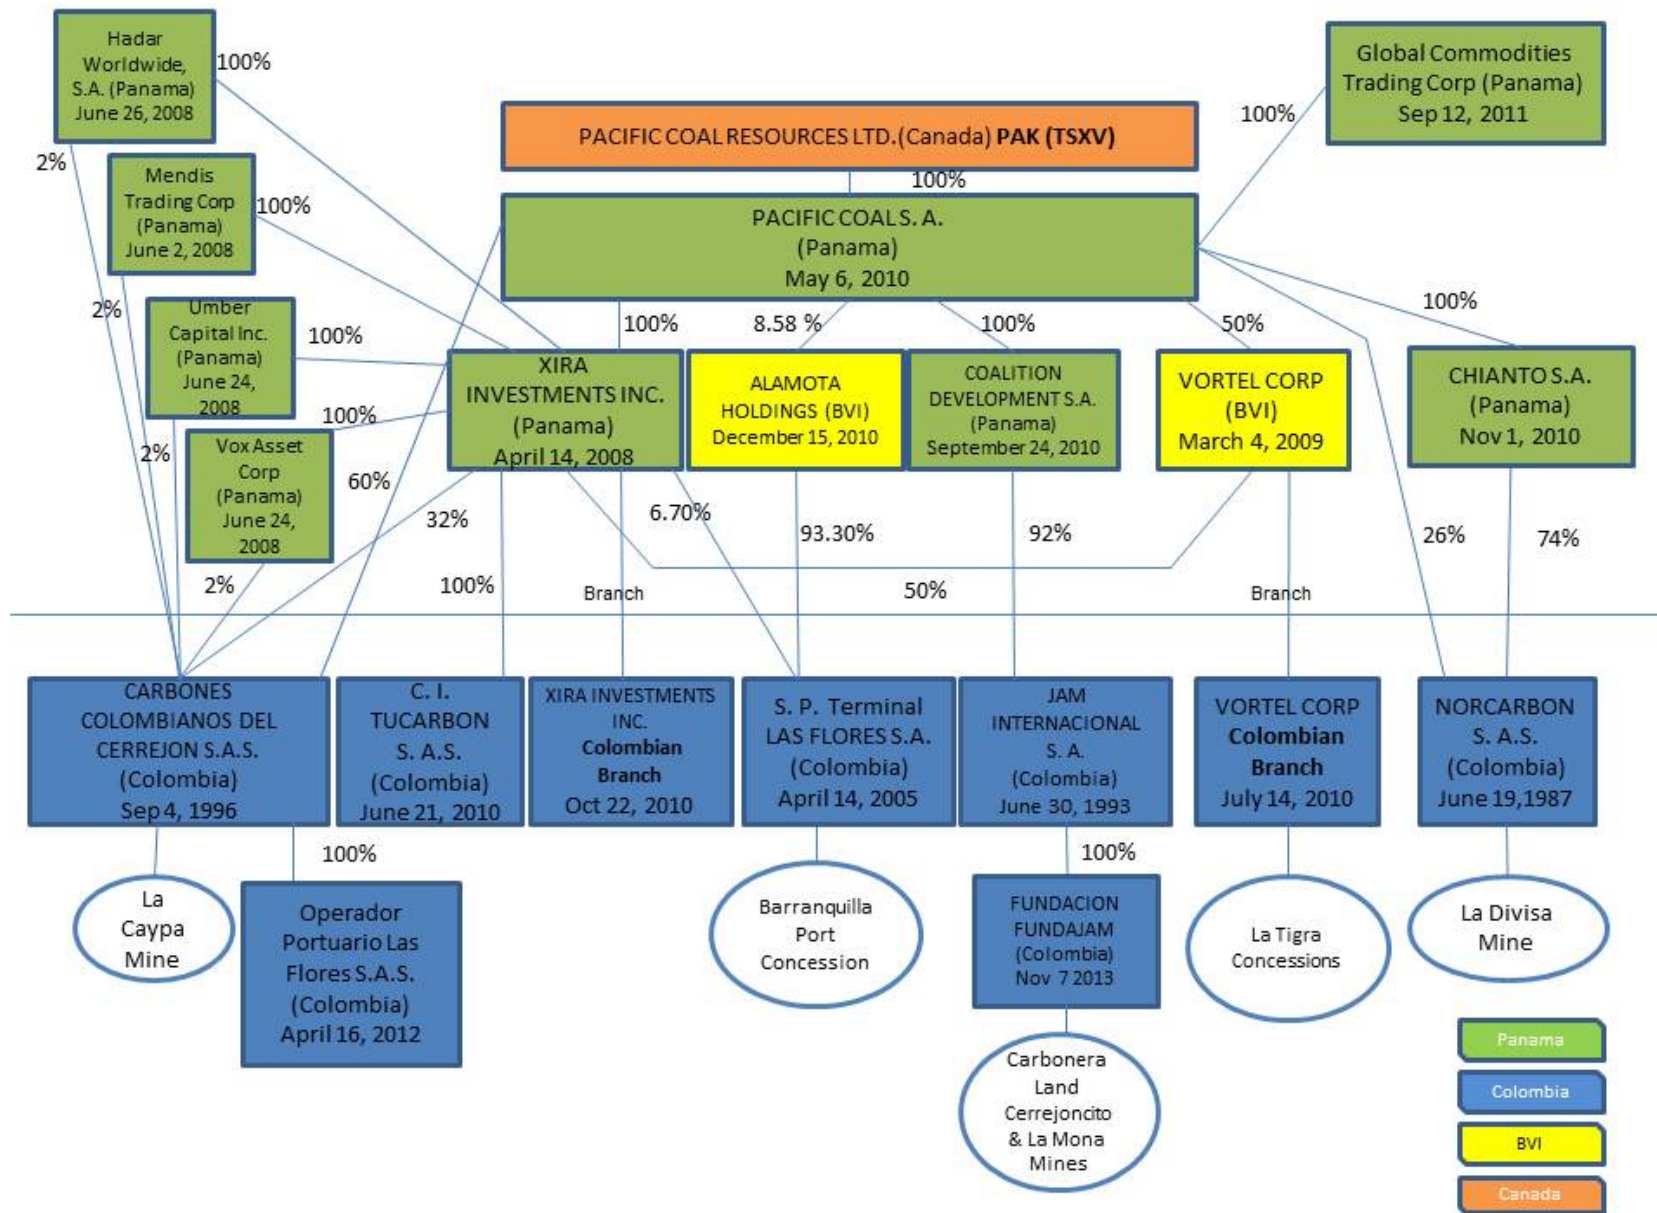 Hadar
Worldwide,
S.A. (Panama)
June 26, 2008
100%
Global Commodities
Trading Corp (Panama)
Sep 12, 2011
100%
PACIFIC COAL RESOURCES LTD.(Canada) PAK (TSXV)
100%
2%
Mendis
Trading Corp
(Panama)
June 2, 2008
100%
PACIFIC COAL S. A.
(Panama)
May 6, 2010
2%
Umber
Capital Inc.
(Panama)
June 24,
2008
100%
100%
8.58 %
100%
50%
100%
XIRA
INVESTMENTS INC.
(Panama)
April 14, 2008
ALAMOTA
HOLDINGS (BVI)
December 15, 2010
COALITION
DEVELOPMENT S.A.
(Panama)
September 24, 2010
VORTEL CORP
(BVI)
March 4, 2009
CHIANTO S.A.
(Panama)
Nov 1, 2010
100%
2%
Vox Asset
Corp
(Panama)
June 24,
2008
60%
32%
6.70%
93.30%
92%
26%
74%
2%
100%
Branch
50%
Branch
CARBONES
COLOMBIANOS DEL
CERREJON S.A.S.
(Colombia)
Sep 4, 1996
C. I.
TUCARBON
S. A.S.
(Colombia)
June 21, 2010
XIRA INVESTMENTS
INC.
Colombian
Branch
Oct 22, 2010
S. P. Terminal
LAS FLORES S.A.
(Colombia)
April 14, 2005
JAM
INTERNACIONAL
S. A.
(Colombia)
June 30, 1993
VORTEL CORP
Colombian
Branch
July 14, 2010
NORCARBON
S. A.S.
(Colombia)
June 19,1987
100%
100%
La
Caypa
Mine
Operador
Portuario Las
Flores S.A.S.
(Colombia)
April 16, 2012
Barranquilla
Port
Concession
FUNDACION
FUNDAJAM
(Colombia)
Nov 7 2013
La Tigra
Concessions
La Divisa
Mine
Carbonera
Land
Cerrejoncito
& La Mona
Mines
Panama
Colombia
BVI
Canada